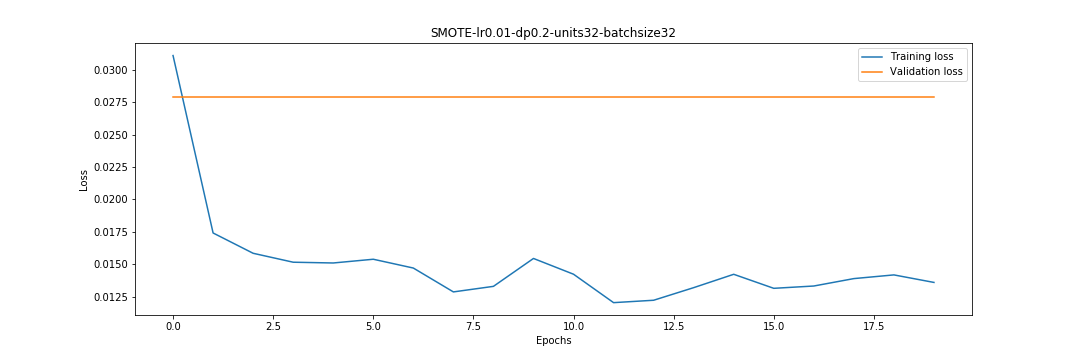 SMOTE-lr0.01-dp0.2-units32-batchsize32
Training loss
Validation loss
0.0300
0.0275
0.0250
0.0225
0.0200
0.0175
0.0150
0.0125
Loss
0.0 2.5 5.0 7.5 10.0 12.5 15.0 17.5
Epochs